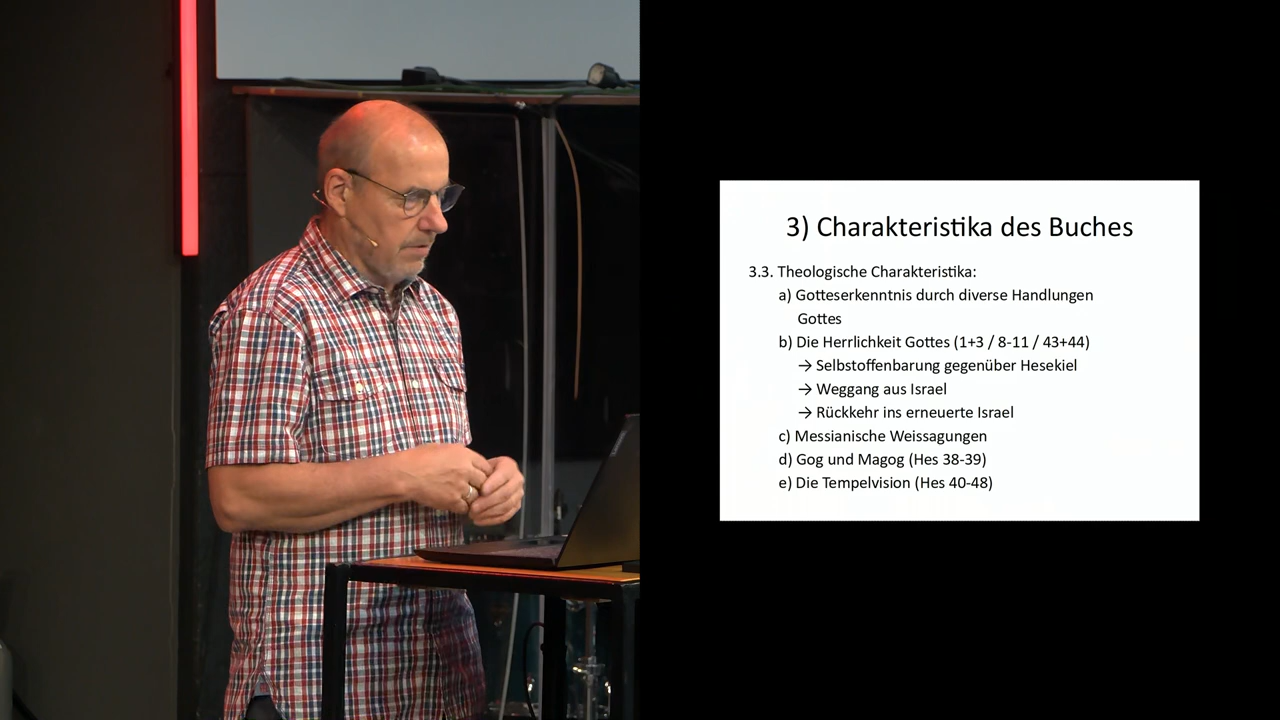 3) Charakteristika des Buches
3.3. Theologische Charakteristika:
a) Gotteserkenntnis durch diverse Handlungen
Gottes
b) Die Herrlichkeit Gottes (1+3 / 8-11 / 43+44)
→ Selbstoffenbarung gegenüber Hesekiel
→ Weggang aus Israel
→ Rückkehr ins erneuerte Israel
c) Messianische Weissagungen
d) Gog und Magog (Hes 38-39)
e) Die Tempelvision (Hes 40-48)